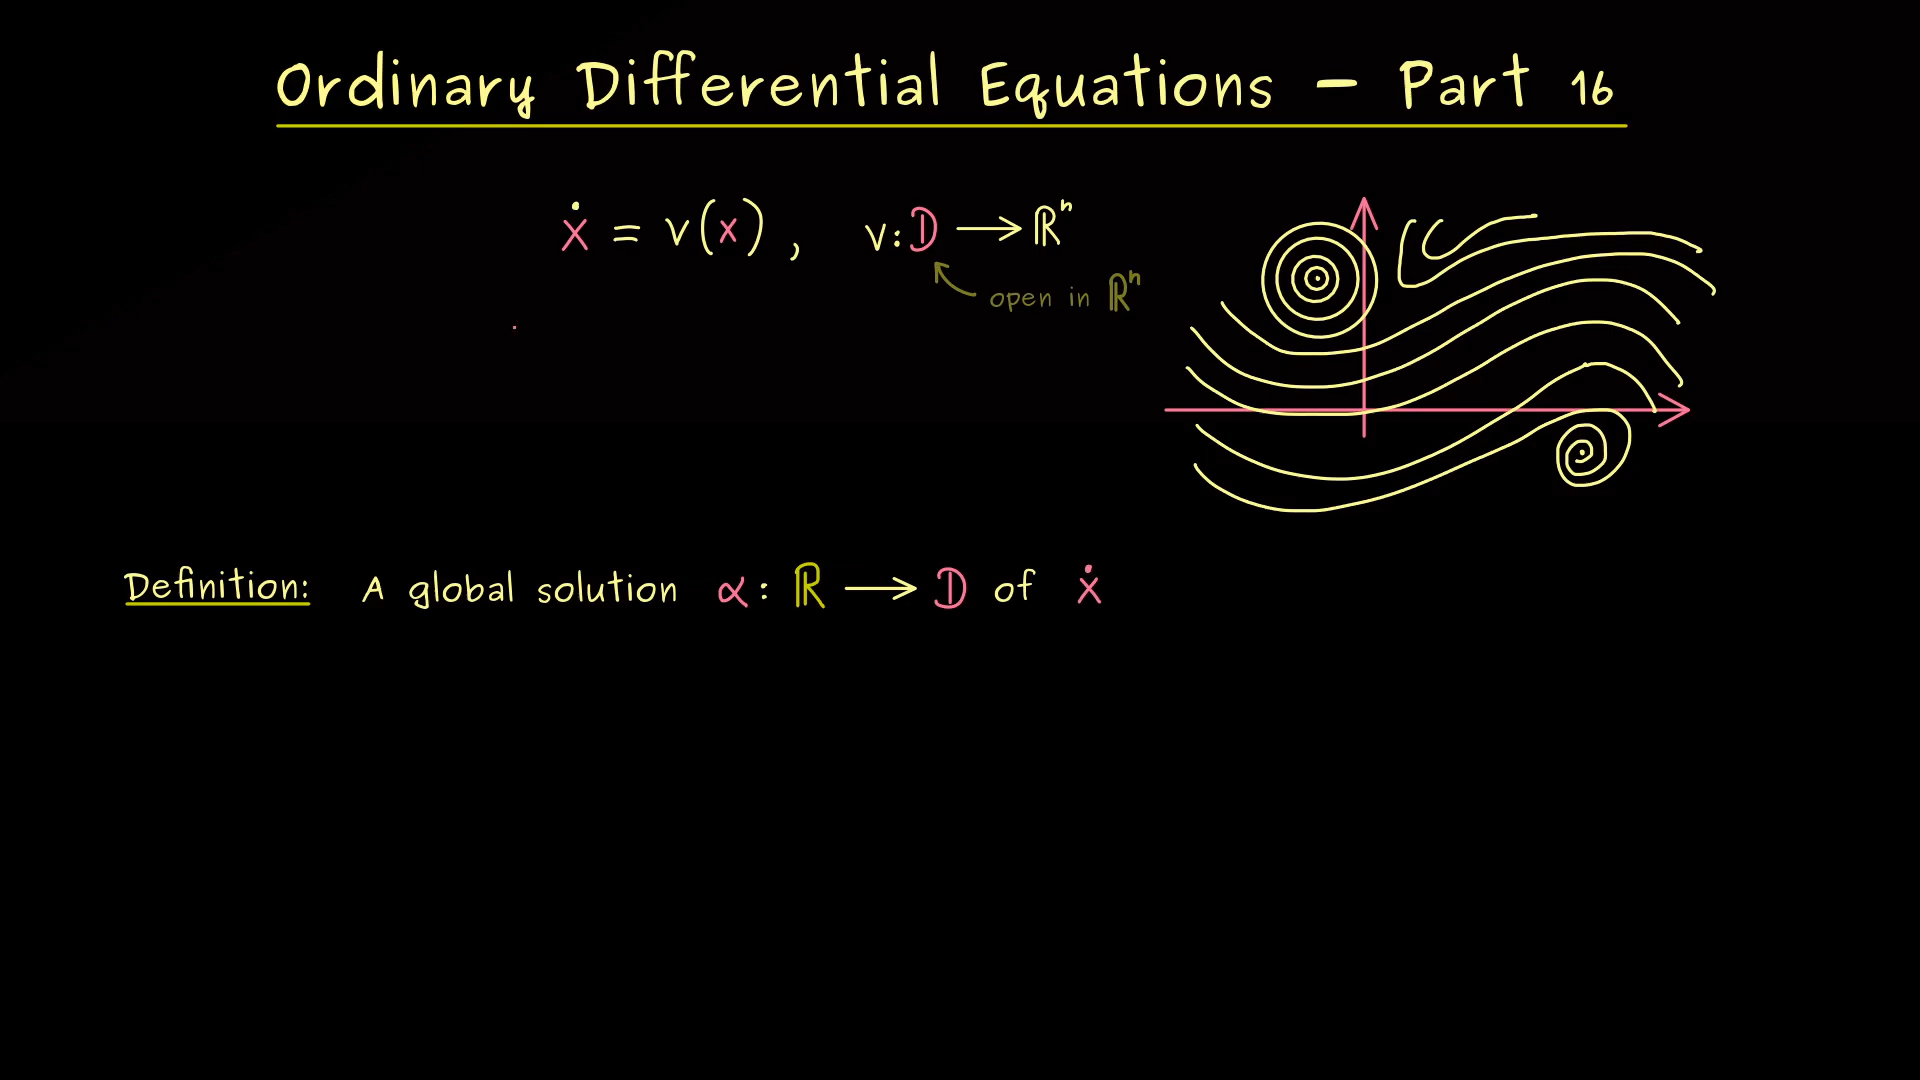 Ordinary Differential Equations – Part 16
ẋ = v(x) , v: D ⟶ ℝⁿ
open in ℝⁿ
Definition: A global solution α: ℝ ⟶ D of ẋ